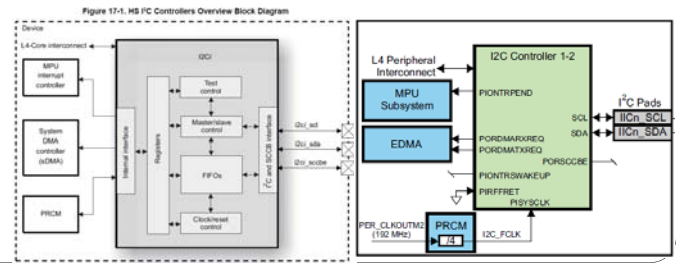 Figure 17-1. HS I²C Controllers Overview Block Diagram
Device
L4-Core interconnect
I2Ci
MPU
interrupt
controller
System
DMA
controller
(sDMA)
PRCM
Internal interface
Registers
Test
control
Master/slave
control
FIFOs
Clock/reset
control
I²C and SCCB interface
i2ci_scl
i2ci_sda
i2ci_sccbe
L4 Peripheral
Interconnect
MPU
Subsystem
EDMA
I2C Controller 1-2
PIONTRPEND
PORDMARXREQ
PORDMATXREQ
PIONTRSWAKEUP
PIRFFRET
PISYSCLK
SCL
SDA
PORSCCBE
I²C Pads
IICn_SCL
IICn_SDA
PER_CLKOUTM2
(192 MHz)
PRCM
/4
I2C_FCLK